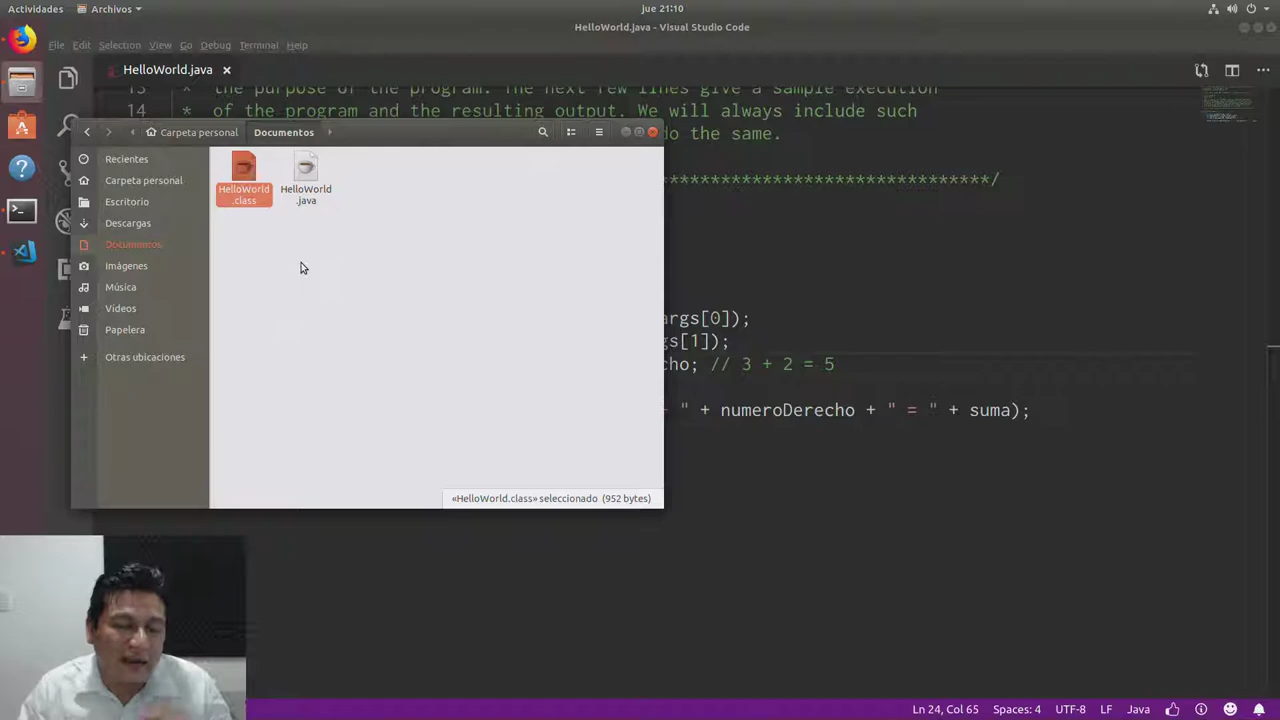 Actividades
Archivos
jue 21:10
HelloWorld.java - Visual Studio Code
File Edit Selection View Go Debug Terminal Help
HelloWorld.java
13 * the purpose of the program. The next few lines give a sample execution
14 * of the program and the resulting output. We will always include such
do the same.
*****************************/
Carpeta personal
Documentos
Recientes
Carpeta personal
Escritorio
Descargas
Documentos
Imágenes
Música
Vídeos
Papelera
Otras ubicaciones
HelloWorld
.class
HelloWorld
.java
«HelloWorld.class» seleccionado (952 bytes)
args[0]);
gs[1]);
cho; // 3 + 2 = 5
" + numeroDerecho + " = " + suma);
Ln 24, Col 65 Spaces: 4 UTF-8 LF Java